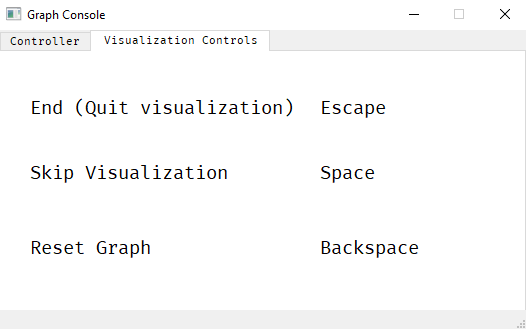 Graph Console
Controller Visualization Controls
End (Quit visualization) Escape
Skip Visualization Space
Reset Graph Backspace